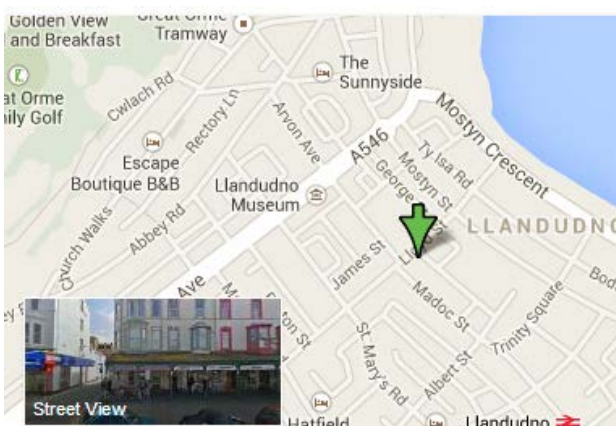 Golden View
and Breakfast
Great Orme
Tramway
The
Sunnyside
at Orme
ily Golf
Cwlach Rd
Rectory Ln
Arvon Ave
A546
Mostyn Crescent
Ty Isa Rd
Mostyn St
George
Escape
Boutique B&B
Llandudno
Museum
LLANDUDNO
Church Walks
Abbey Rd
Ave
James St
Madoc St
Bod
Trinity Square
St. Mary's Rd
Albert St
ton St
Street View
Hatfield
Llandudno